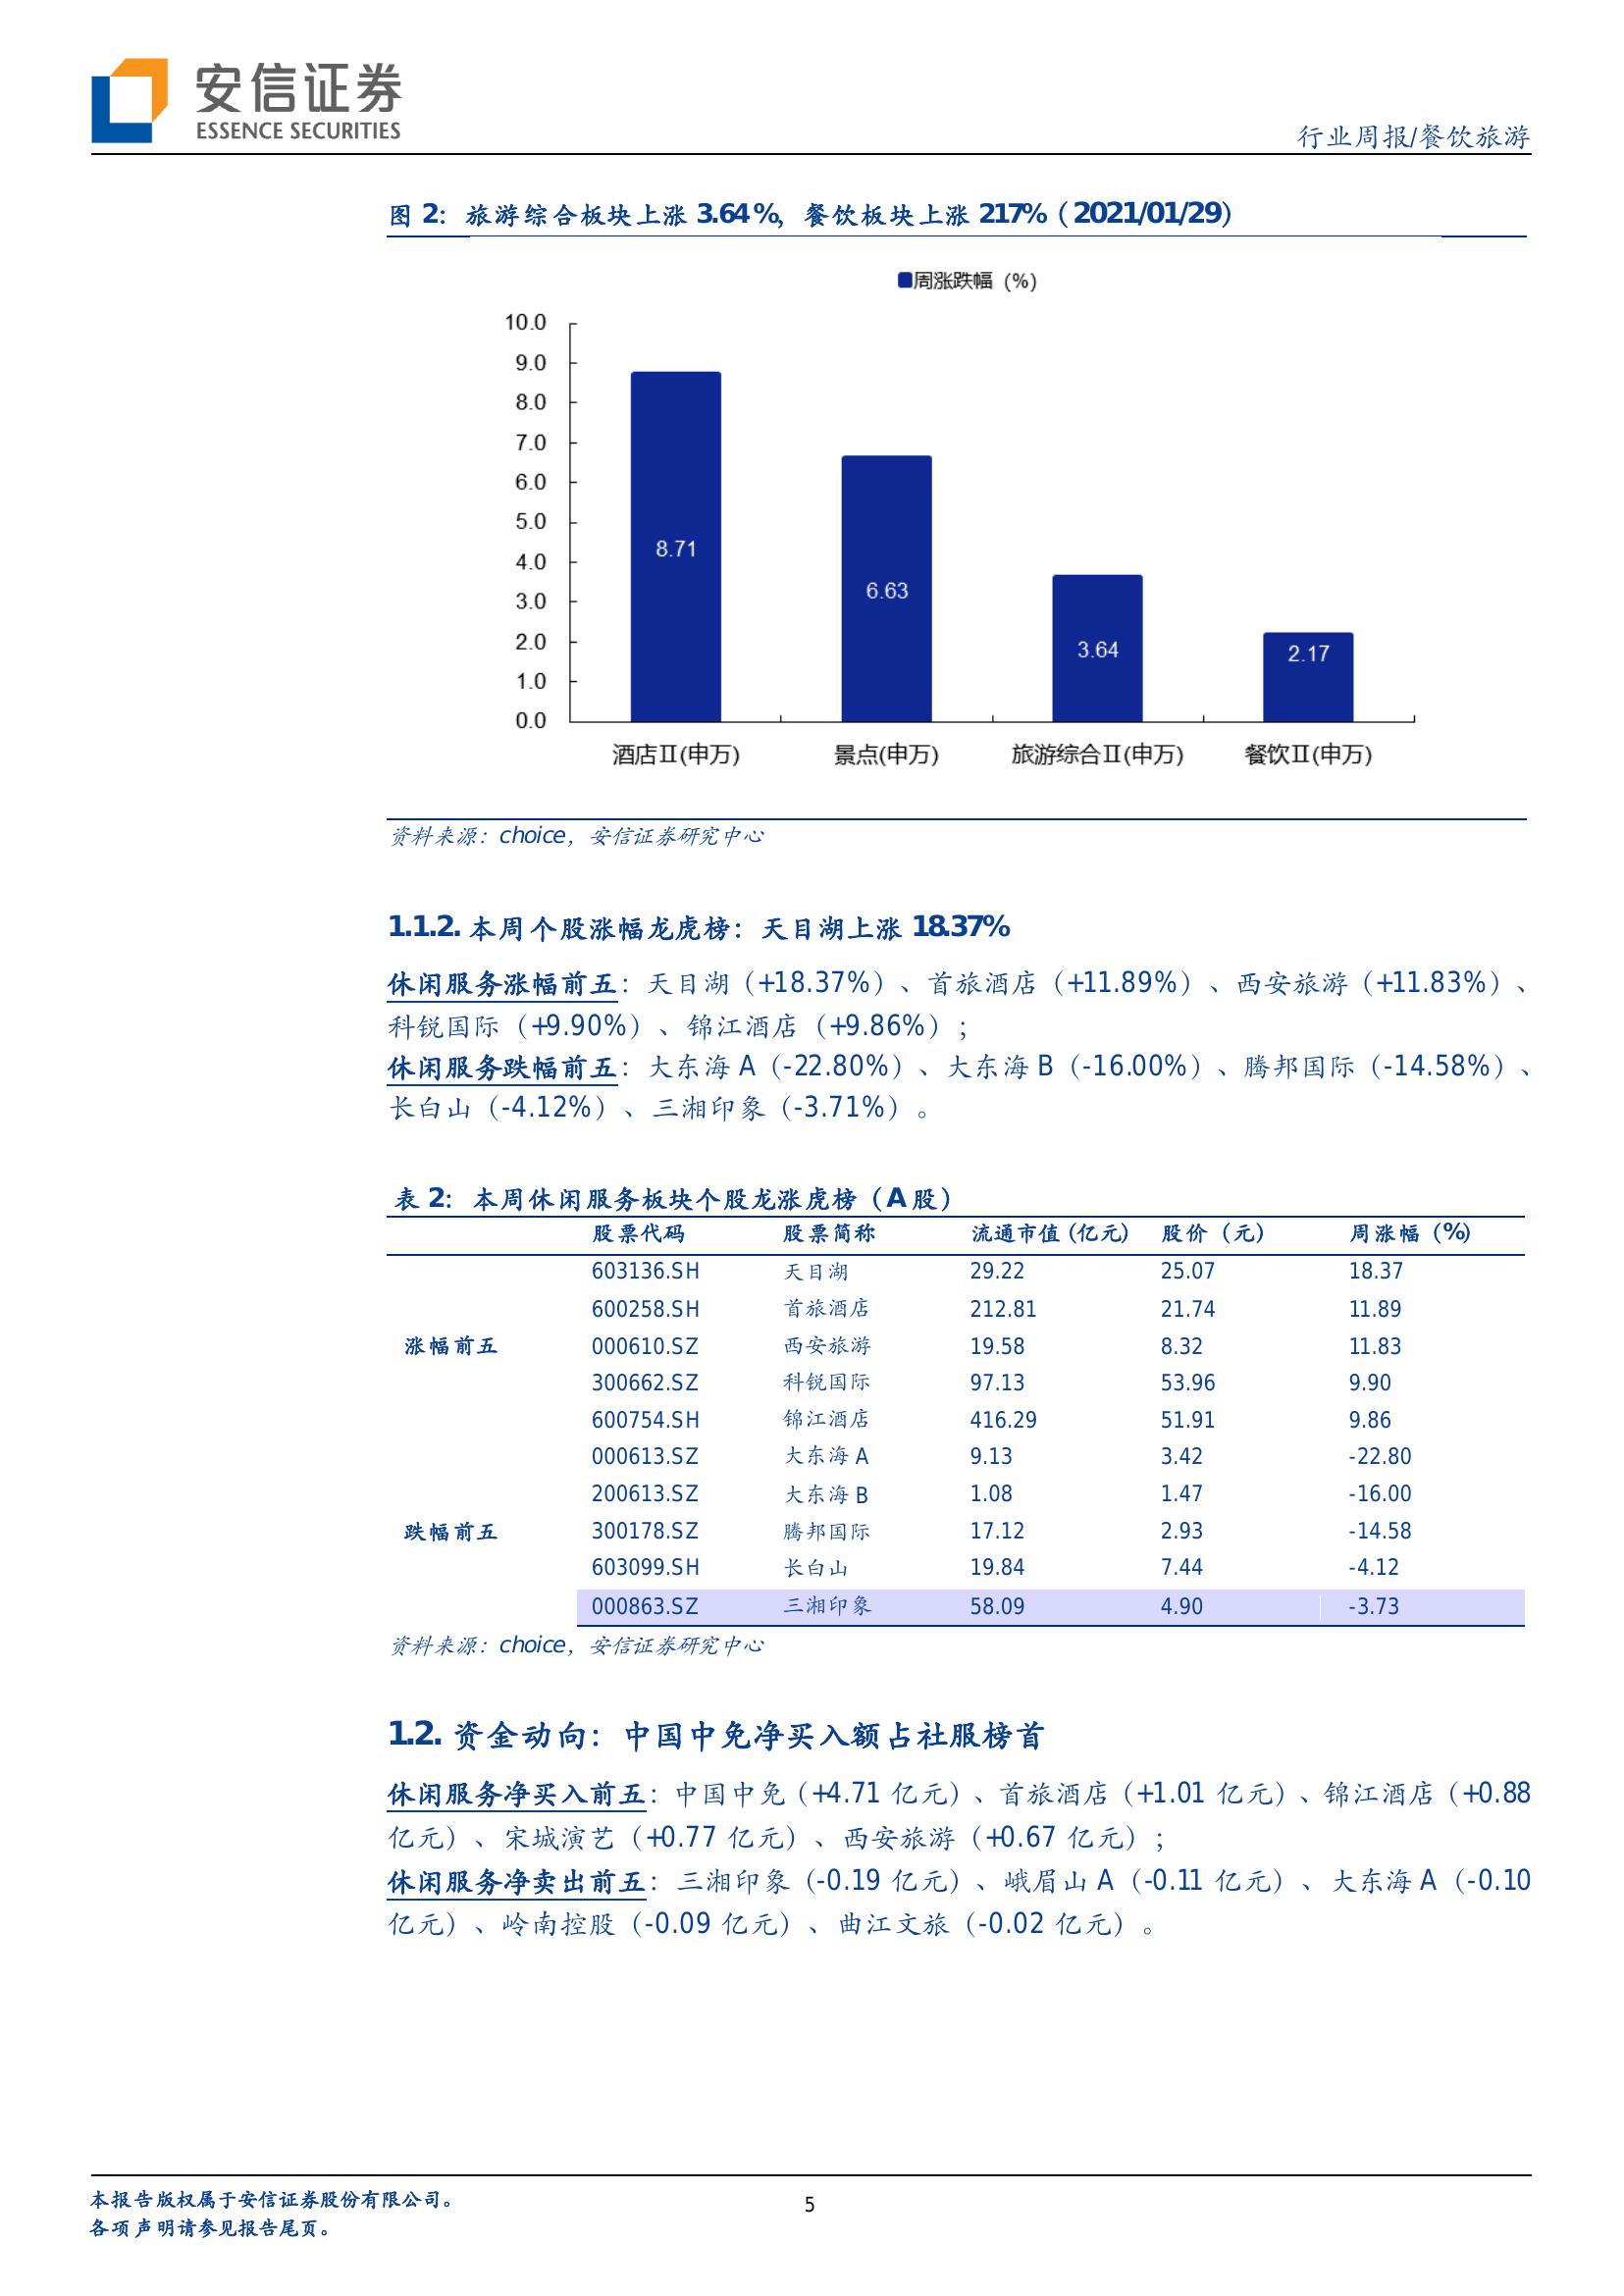 安信证券
ESSENCE SECURITIES
行业周报/餐饮旅游
图 2：旅游综合板块上涨 3.64%，餐饮板块上涨 217%（2021/01/29）
周涨跌幅（%）
10.0
9.0
8.0
7.0
6.0
5.0
4.0
3.0
2.0
1.0
0.0
8.71
6.63
3.64
2.17
酒店Ⅱ(申万) 景点(申万) 旅游综合Ⅱ(申万) 餐饮Ⅱ(申万)
资料来源：choice，安信证券研究中心
1.1.2. 本周个股涨幅龙虎榜：天目湖上涨 18.37%
休闲服务涨幅前五：天目湖（+18.37%）、首旅酒店（+11.89%）、西安旅游（+11.83%）、
科锐国际（+9.90%）、锦江酒店（+9.86%）；
休闲服务跌幅前五：大东海 A（-22.80%）、大东海 B（-16.00%）、腾邦国际（-14.58%）、
长白山（-4.12%）、三湘印象（-3.71%）。
表 2：本周休闲服务板块个股龙涨虎榜（A 股）
股票代码 股票简称 流通市值(亿元) 股价（元） 周涨幅（%）
603136.SH 天目湖 29.22 25.07 18.37
600258.SH 首旅酒店 212.81 21.74 11.89
涨幅前五 000610.SZ 西安旅游 19.58 8.32 11.83
300662.SZ 科锐国际 97.13 53.96 9.90
600754.SH 锦江酒店 416.29 51.91 9.86
000613.SZ 大东海 A 9.13 3.42 -22.80
200613.SZ 大东海 B 1.08 1.47 -16.00
跌幅前五 300178.SZ 腾邦国际 17.12 2.93 -14.58
603099.SH 长白山 19.84 7.44 -4.12
000863.SZ 三湘印象 58.09 4.90 -3.73
资料来源：choice，安信证券研究中心
1.2. 资金动向：中国中免净买入额占社服榜首
休闲服务净买入前五：中国中免（+4.71 亿元）、首旅酒店（+1.01 亿元）、锦江酒店（+0.88
亿元）、宋城演艺（+0.77 亿元）、西安旅游（+0.67 亿元）；
休闲服务净卖出前五：三湘印象（-0.19 亿元）、峨眉山 A（-0.11 亿元）、大东海 A（-0.10
亿元）、岭南控股（-0.09 亿元）、曲江文旅（-0.02 亿元）。
本报告版权属于安信证券股份有限公司。
各项声明请参见报告尾页。
5